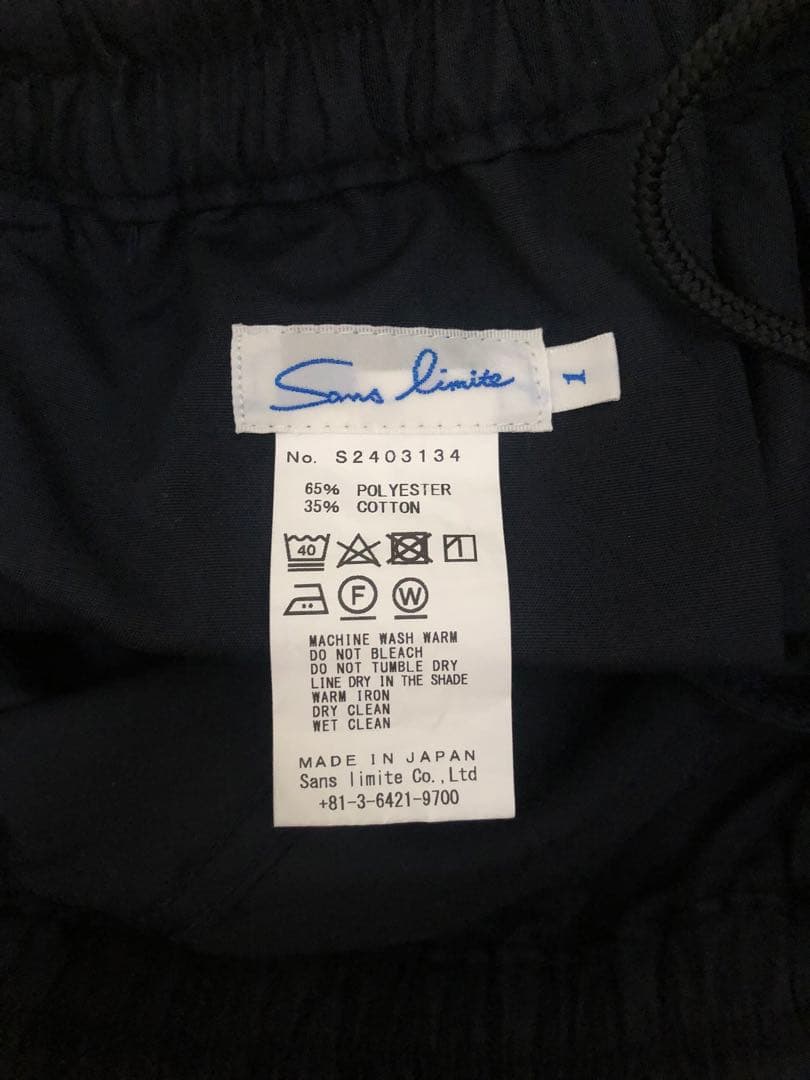 Sans limite
1
No. S2403134
65% POLYESTER
35% COTTON
40
F W
MACHINE WASH WARM
DO NOT BLEACH
DO NOT TUMBLE DRY
LINE DRY IN THE SHADE
WARM IRON
DRY CLEAN
WET CLEAN
MADE IN JAPAN
Sans limite Co.,Ltd
+81-3-6421-9700